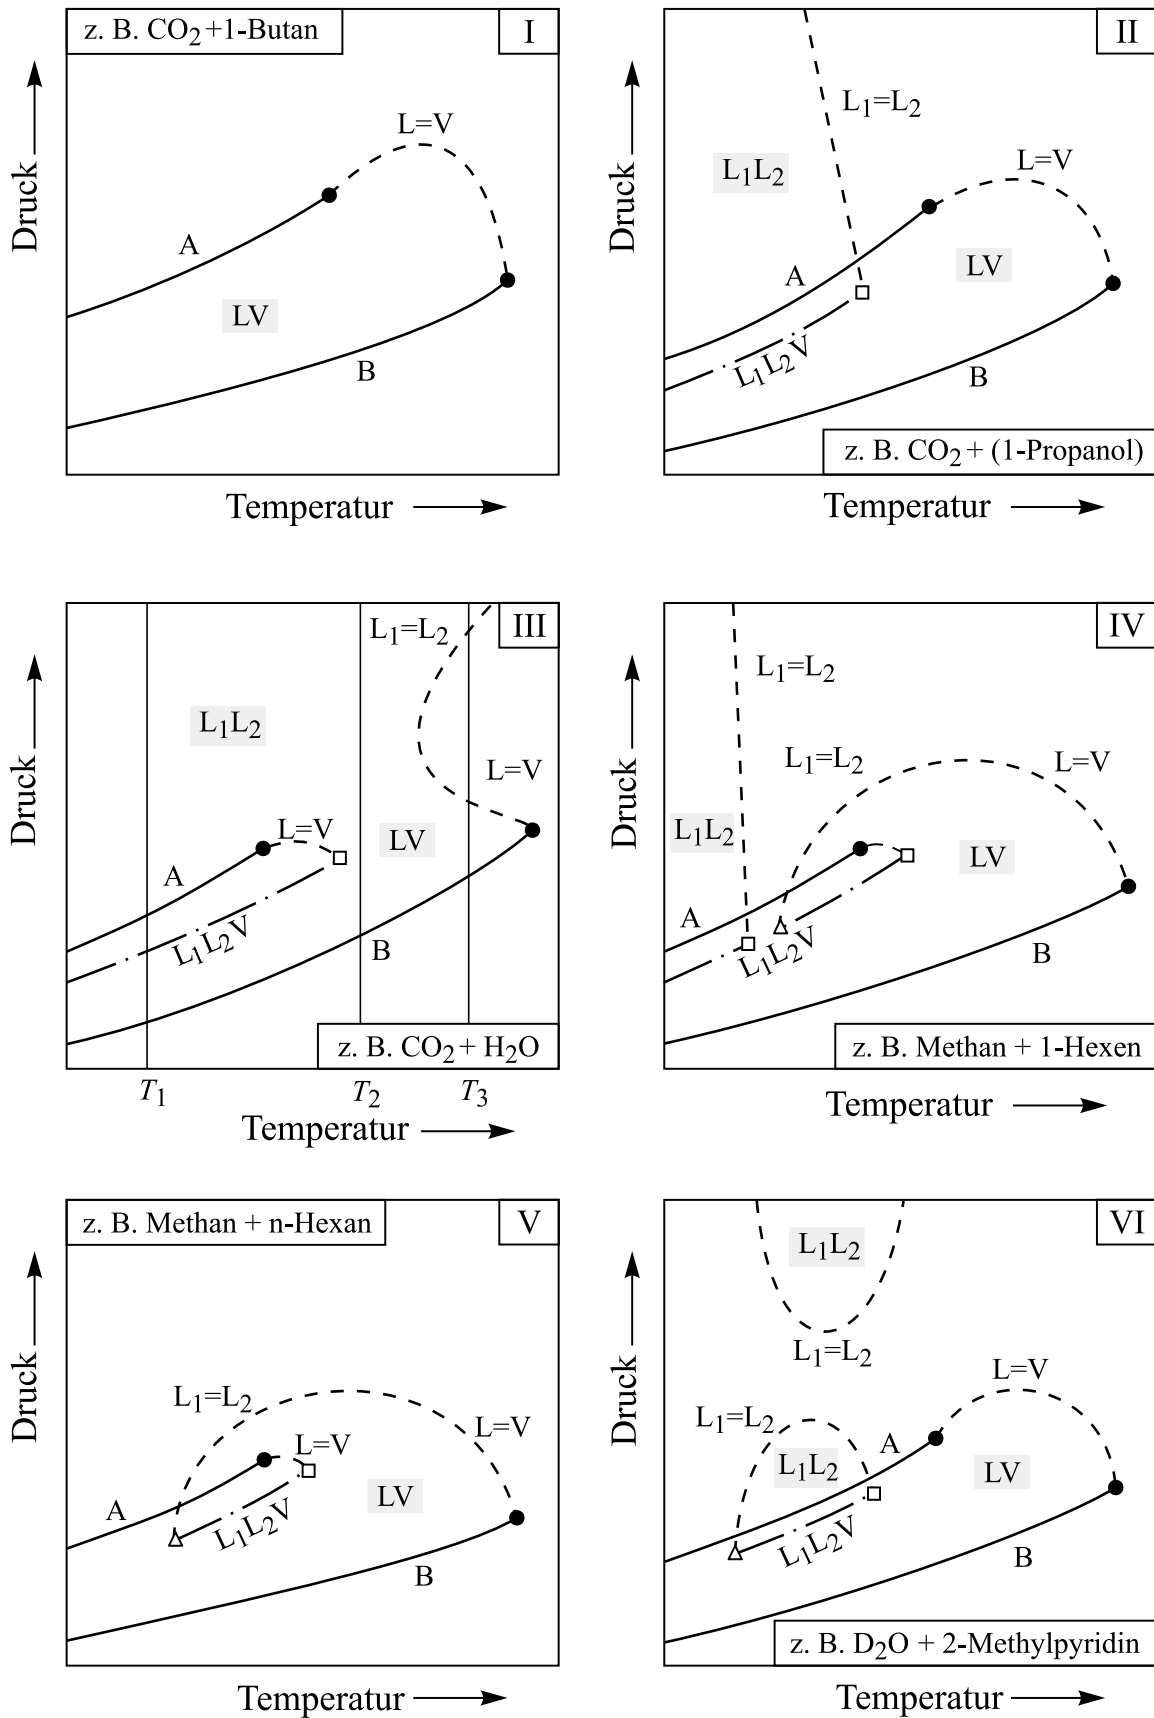 z. B. CO₂ +1-Butan
I
L=V
A
LV
B
Druck
Temperatur
II
L₁=L₂
L₁L₂
L=V
A
LV
L₁L₂V
B
z. B. CO₂ + (1-Propanol)
Druck
Temperatur
III
L₁=L₂
L₁L₂
L=V
L=V
LV
A
L₁L₂V
B
z. B. CO₂ + H₂O
T₁ T₂ T₃
Druck
Temperatur
IV
L₁=L₂
L₁=L₂
L=V
L₁L₂
LV
A
L₁L₂V
B
z. B. Methan + 1-Hexen
Druck
Temperatur
z. B. Methan + n-Hexan
V
L₁=L₂
L=V
L=V
A
LV
L₁L₂V
B
Druck
Temperatur
VI
L₁L₂
L₁=L₂
L=V
L₁=L₂
A
L₁L₂
LV
L₁L₂V
B
z. B. D₂O + 2-Methylpyridin
Druck
Temperatur